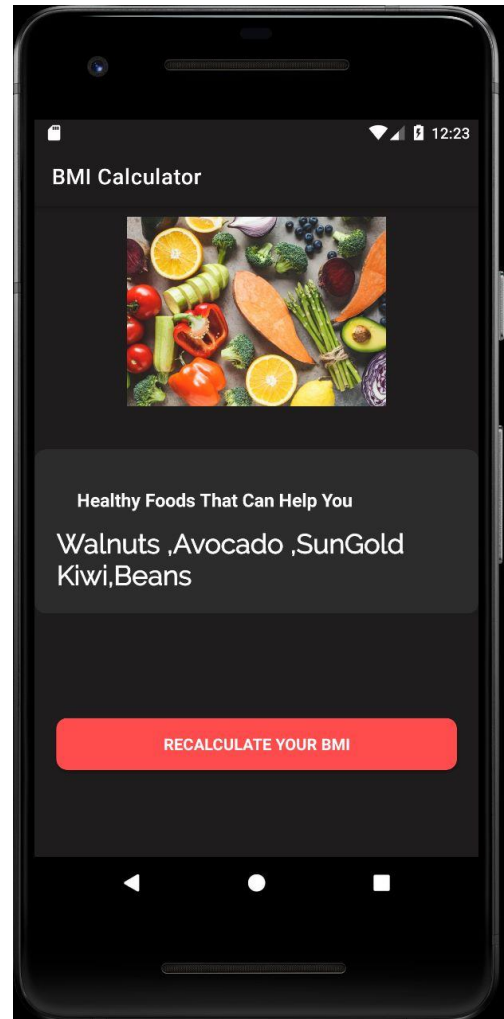 12:23
BMI Calculator
Healthy Foods That Can Help You
Walnuts ,Avocado ,SunGold
Kiwi,Beans
RECALCULATE YOUR BMI